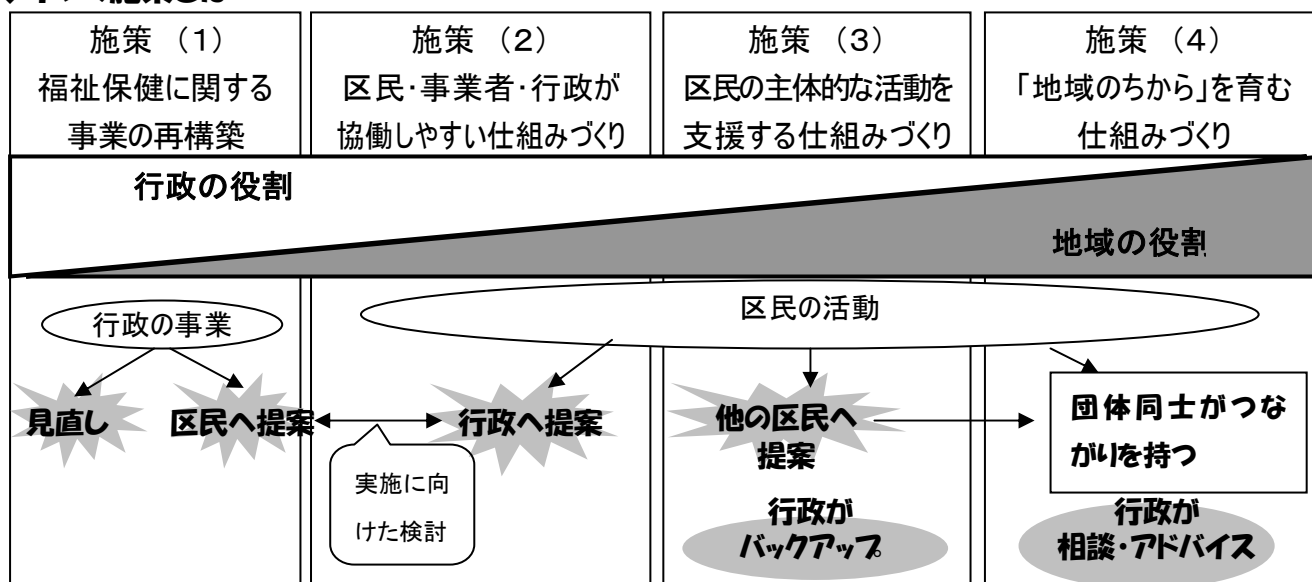 施策（1）
福祉保健に関する
事業の再構築
施策（2）
区民・事業者・行政が
協働しやすい仕組みづくり
施策（3）
区民の主体的な活動を
支援する仕組みづくり
施策（4）
「地域のちから」を育む
仕組みづくり
行政の役割
地域の役割
行政の事業
区民の活動
見直し
区民へ提案
行政へ提案
他の区民へ
提案
団体同士がつな
がりを持つ
実施に向
けた検討
行政が
バックアップ
行政が
相談・アドバイス